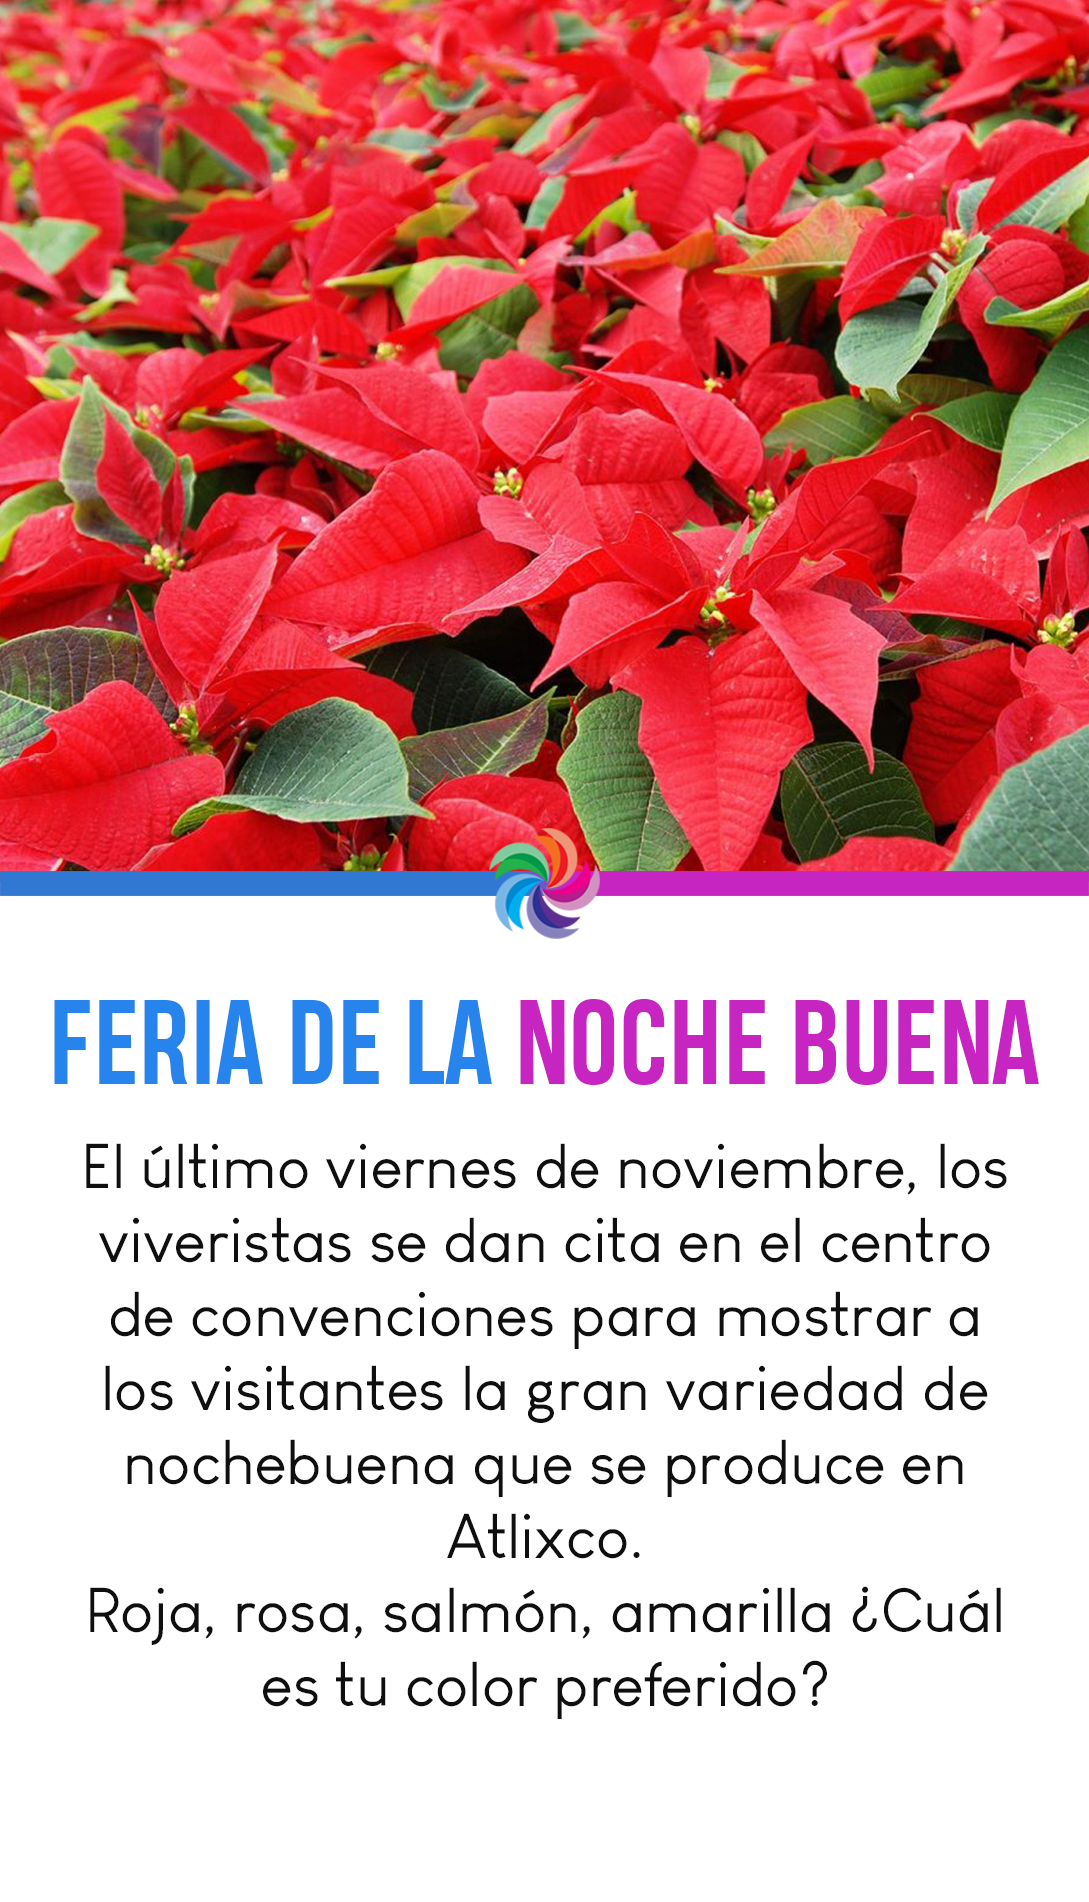 FERIA DE LA NOCHE BUENA
El último viernes de noviembre, los
viveristas se dan cita en el centro
de convenciones para mostrar a
los visitantes la gran variedad de
nochebuena que se produce en
Atlixco.
Roja, rosa, salmón, amarilla ¿Cuál
es tu color preferido?